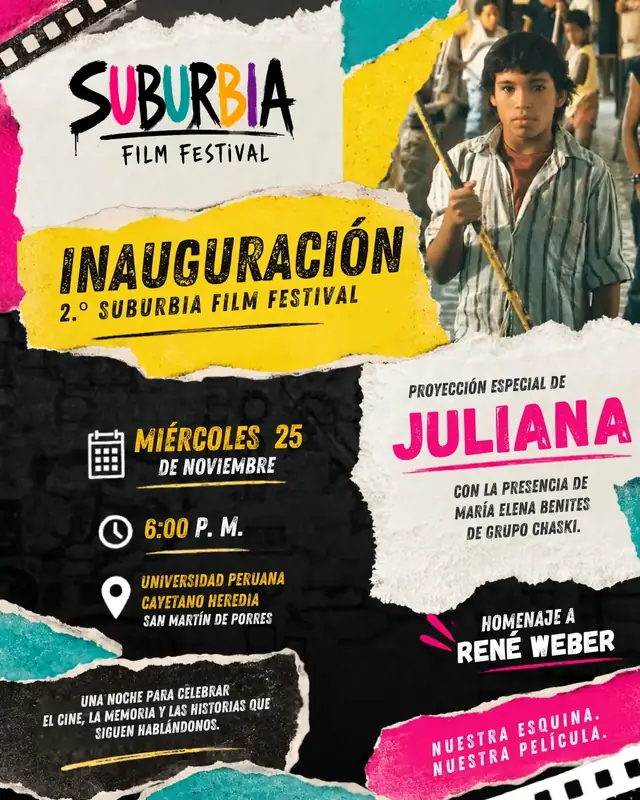 SUBURBIA
FILM FESTIVAL
INAUGURACIÓN
2.º SUBURBIA FILM FESTIVAL
PROYECCIÓN ESPECIAL DE
JULIANA
CON LA PRESENCIA DE
MARÍA ELENA BENITES
DE GRUPO CHASKI.
MIÉRCOLES 25
DE NOVIEMBRE
6:00 P. M.
UNIVERSIDAD PERUANA
CAYETANO HEREDIA
SAN MARTÍN DE PORRES
HOMENAJE A
RENÉ WEBER
UNA NOCHE PARA CELEBRAR
EL CINE, LA MEMORIA Y LAS HISTORIAS QUE
SIGUEN HABLÁNDONOS.
NUESTRA ESQUINA.
NUESTRA PELÍCULA.